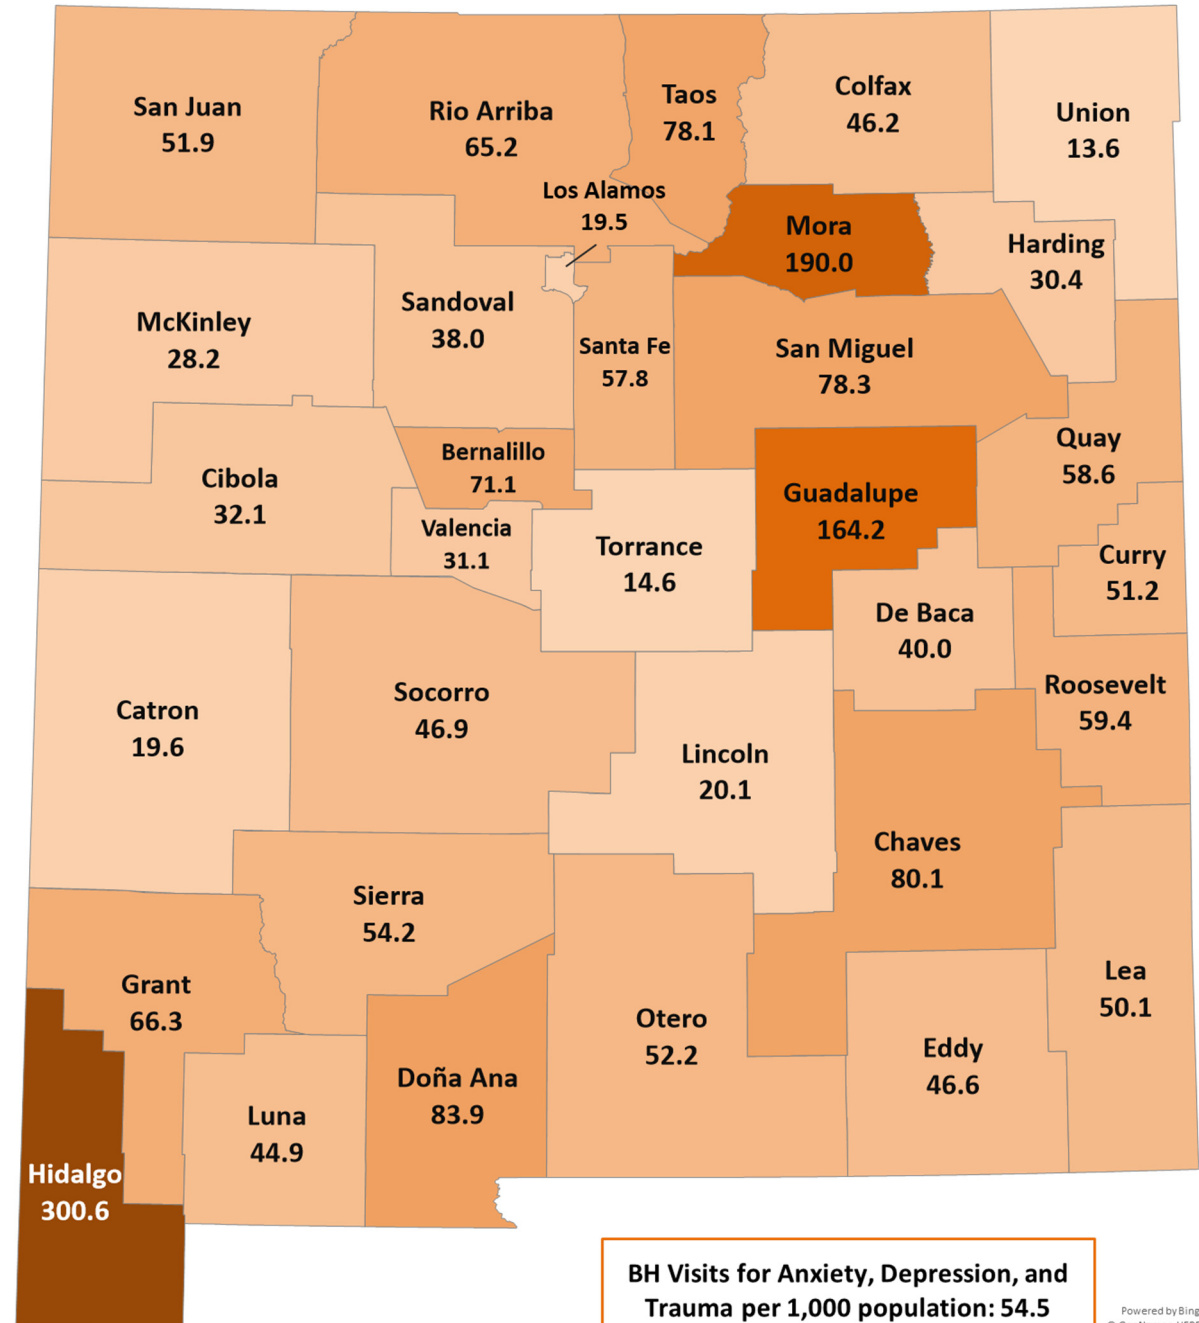 San Juan
51.9
Rio Arriba
65.2
Taos
78.1
Colfax
46.2
Union
13.6
Los Alamos
19.5
Mora
190.0
Harding
30.4
McKinley
28.2
Sandoval
38.0
Santa Fe
57.8
San Miguel
78.3
Quay
58.6
Cibola
32.1
Bernalillo
71.1
Valencia
31.1
Torrance
14.6
Guadalupe
164.2
Curry
51.2
De Baca
40.0
Roosevelt
59.4
Catron
19.6
Socorro
46.9
Lincoln
20.1
Chaves
80.1
Sierra
54.2
Grant
66.3
Otero
52.2
Lea
50.1
Eddy
46.6
Doña Ana
83.9
Luna
44.9
Hidalgo
300.6
BH Visits for Anxiety, Depression, and
Trauma per 1,000 population: 54.5
Powered by Bing